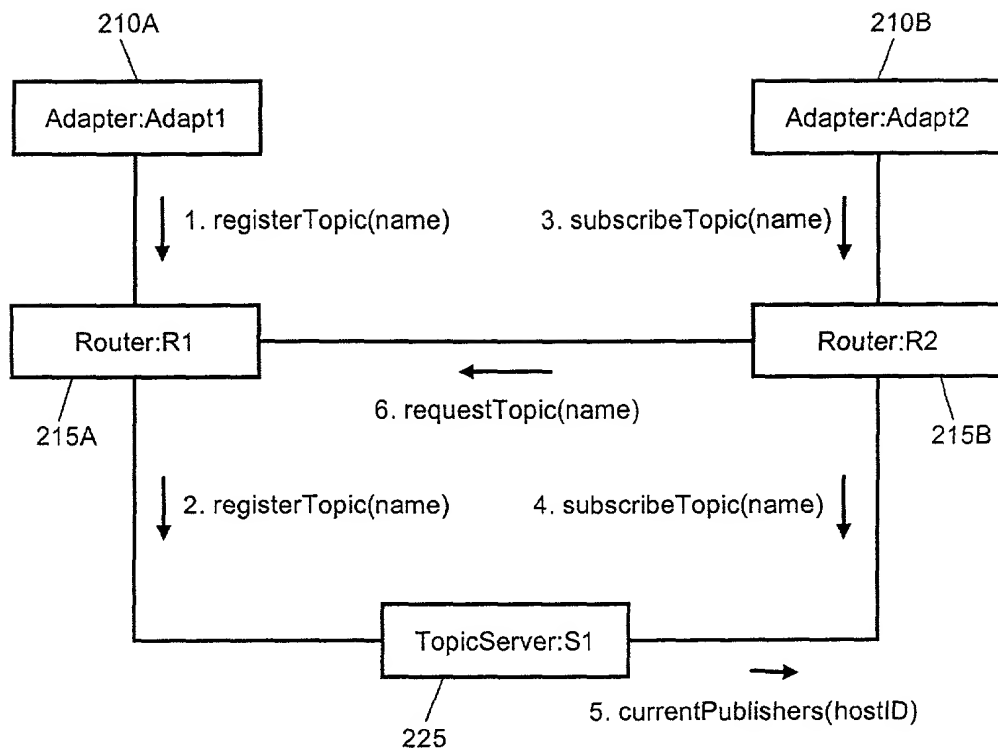 210A
210B
Adapter:Adapt1
Adapter:Adapt2
1. registerTopic(name)
3. subscribeTopic(name)
Router:R1
Router:R2
6. requestTopic(name)
215A
215B
2. registerTopic(name)
4. subscribeTopic(name)
TopicServer:S1
5. currentPublishers(hostID)
225